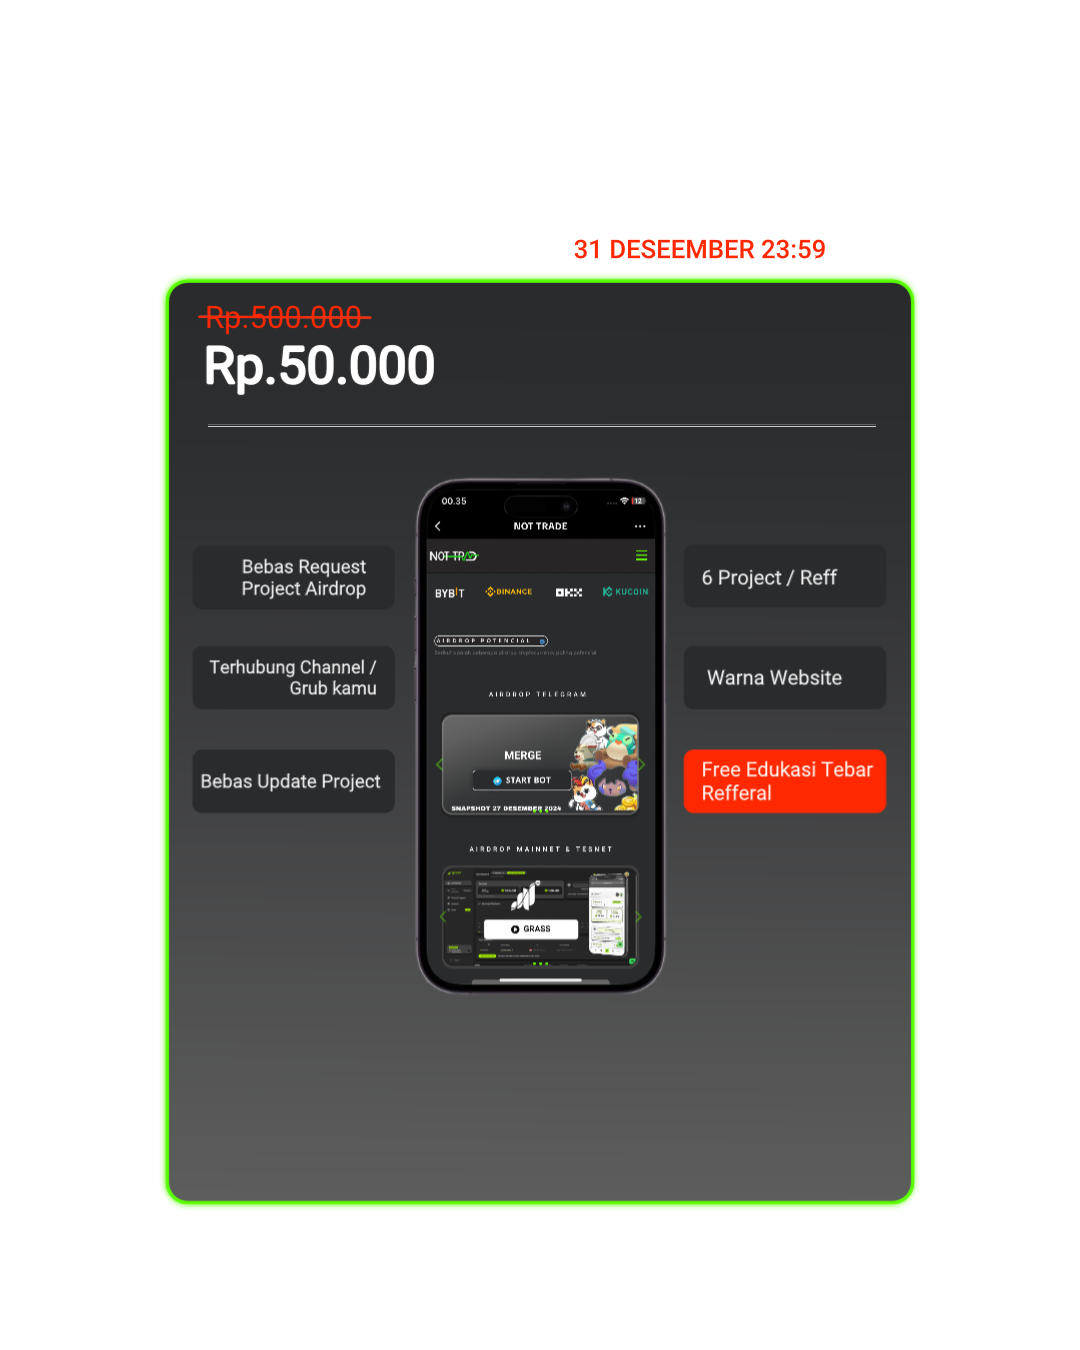 31 DESEEMBER 23:59
Rp.500.000
Rp.50.000
Bebas Request
Project Airdrop
Terhubung Channel /
Grub kamu
Bebas Update Project
00.35
12
NOT TRADE
NOT TRAD
BYBIT
BINANCE
OKX
KUCOIN
AIRDROP POTENCIAL
AIRDROP TELEGRAM
MERGE
START BOT
SNAPSHOT 27 DESEMBER 2024
AIRDROP MAINNET & TESNET
GRASS
6 Project / Reff
Warna Website
Free Edukasi Tebar
Refferal